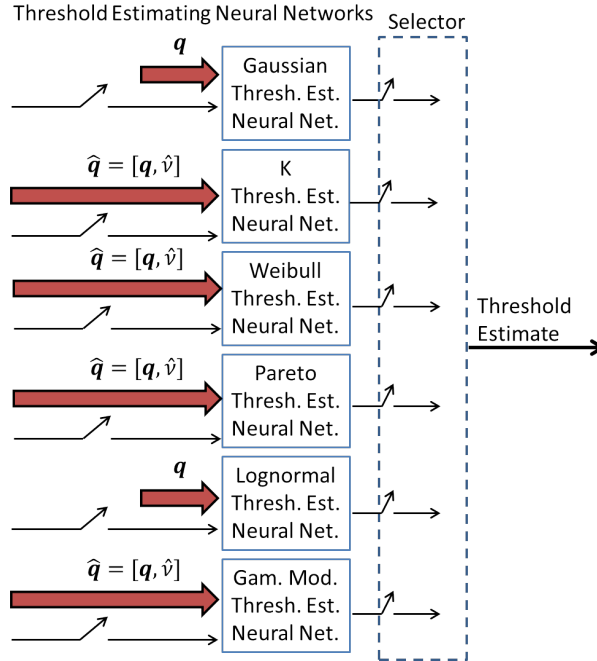 Threshold Estimating Neural Networks
Selector
q
Gaussian
Thresh. Est.
Neural Net.
q̂ = [q, ν̂]
K
Thresh. Est.
Neural Net.
q̂ = [q, ν̂]
Weibull
Thresh. Est.
Neural Net.
Threshold
Estimate
q̂ = [q, ν̂]
Pareto
Thresh. Est.
Neural Net.
q
Lognormal
Thresh. Est.
Neural Net.
q̂ = [q, ν̂]
Gam. Mod.
Thresh. Est.
Neural Net.